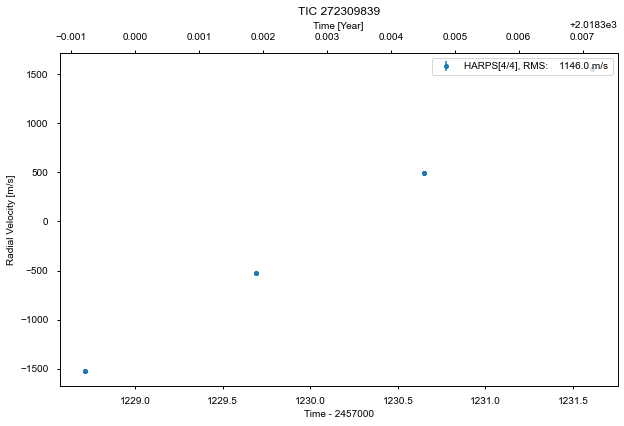 TIC 272309839
Time [Year]
+2.0183e3
−0.001 0.000 0.001 0.002 0.003 0.004 0.005 0.006 0.007
HARPS[4/4], RMS: 1146.0 m/s
1500
1000
500
0
−500
−1000
−1500
Radial Velocity [m/s]
1229.0 1229.5 1230.0 1230.5 1231.0 1231.5
Time - 2457000